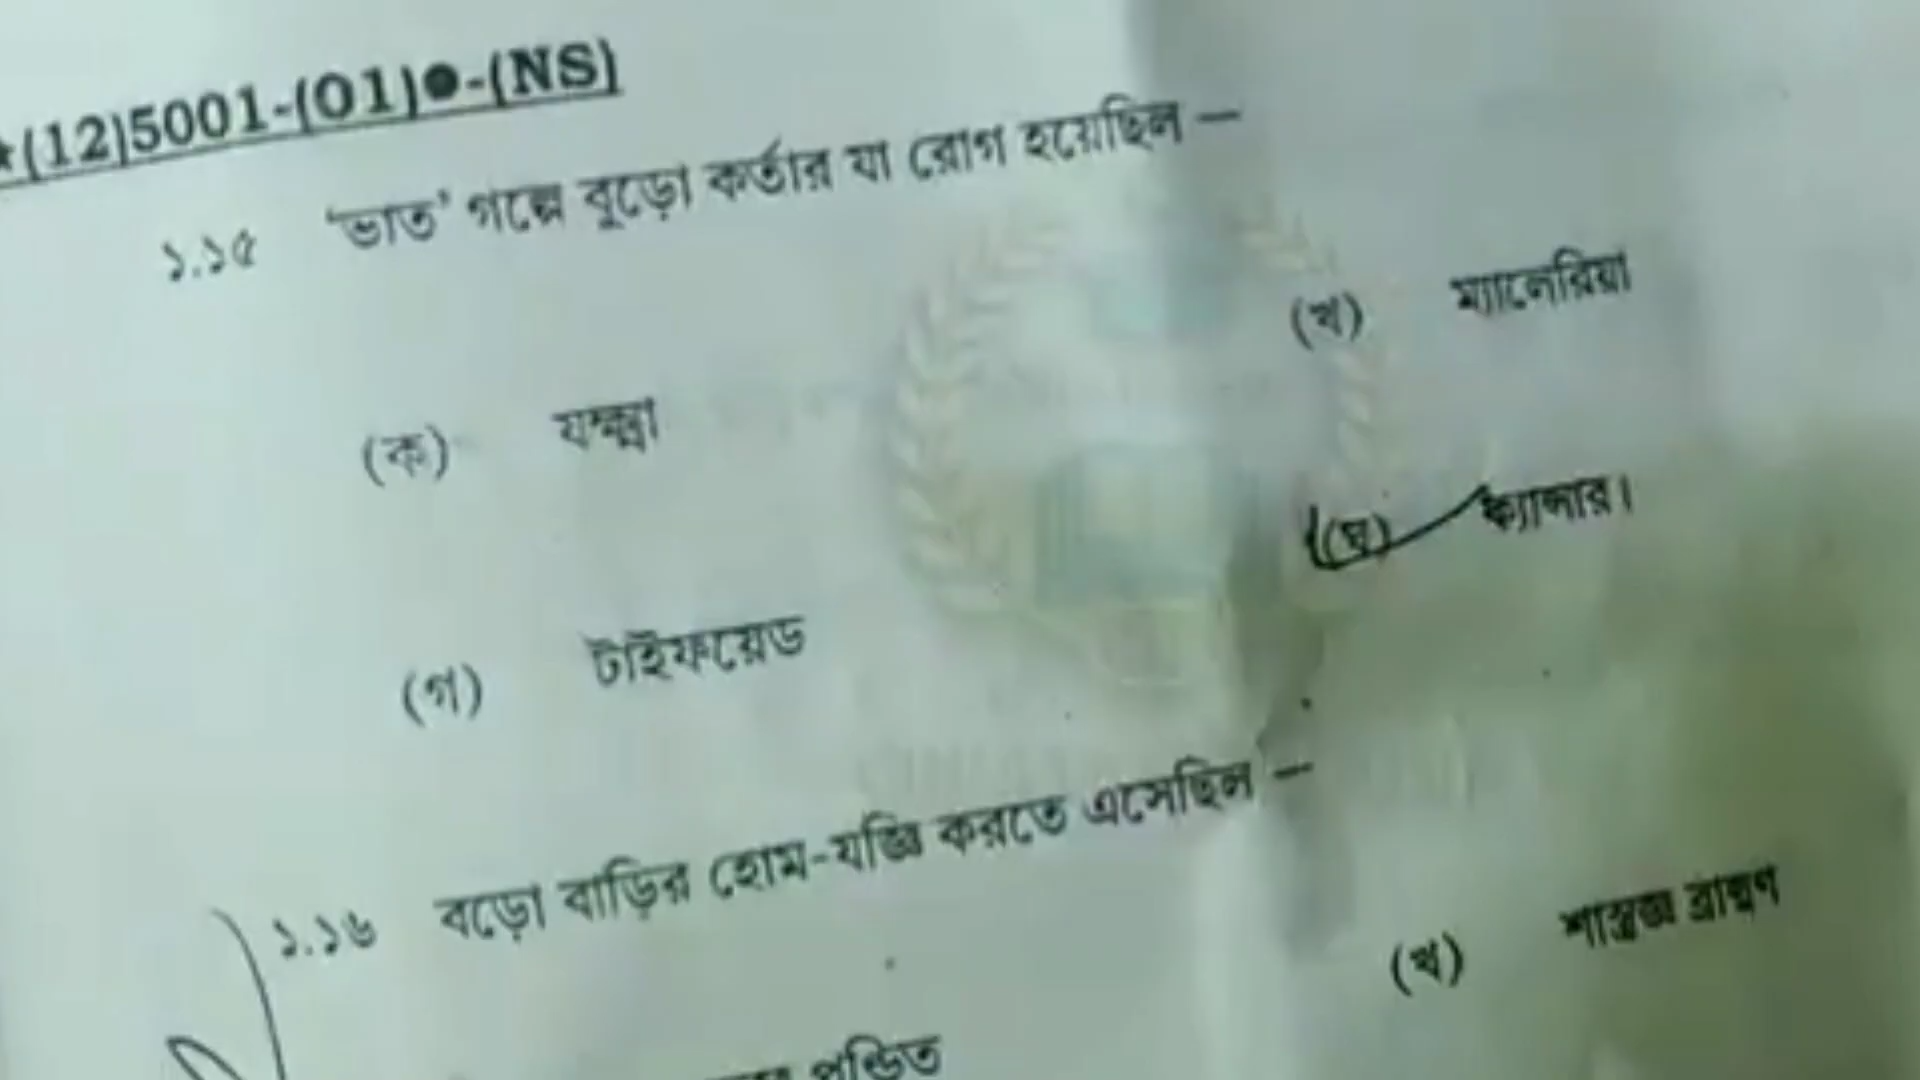 ★(12)5001-(01)●-(NS)
১.১৫ ‘ভাত’ গল্পে বুড়ো কর্তার যা রোগ হয়েছিল —
(ক) যক্ষ্মা (খ) ম্যালেরিয়া
(গ) টাইফয়েড (ঘ) ক্যান্সার।
১.১৬ বড়ো বাড়ির হোম-যজ্ঞি করতে এসেছিল —
(খ) শাস্ত্রজ্ঞ ব্রাহ্মণ
পণ্ডিত